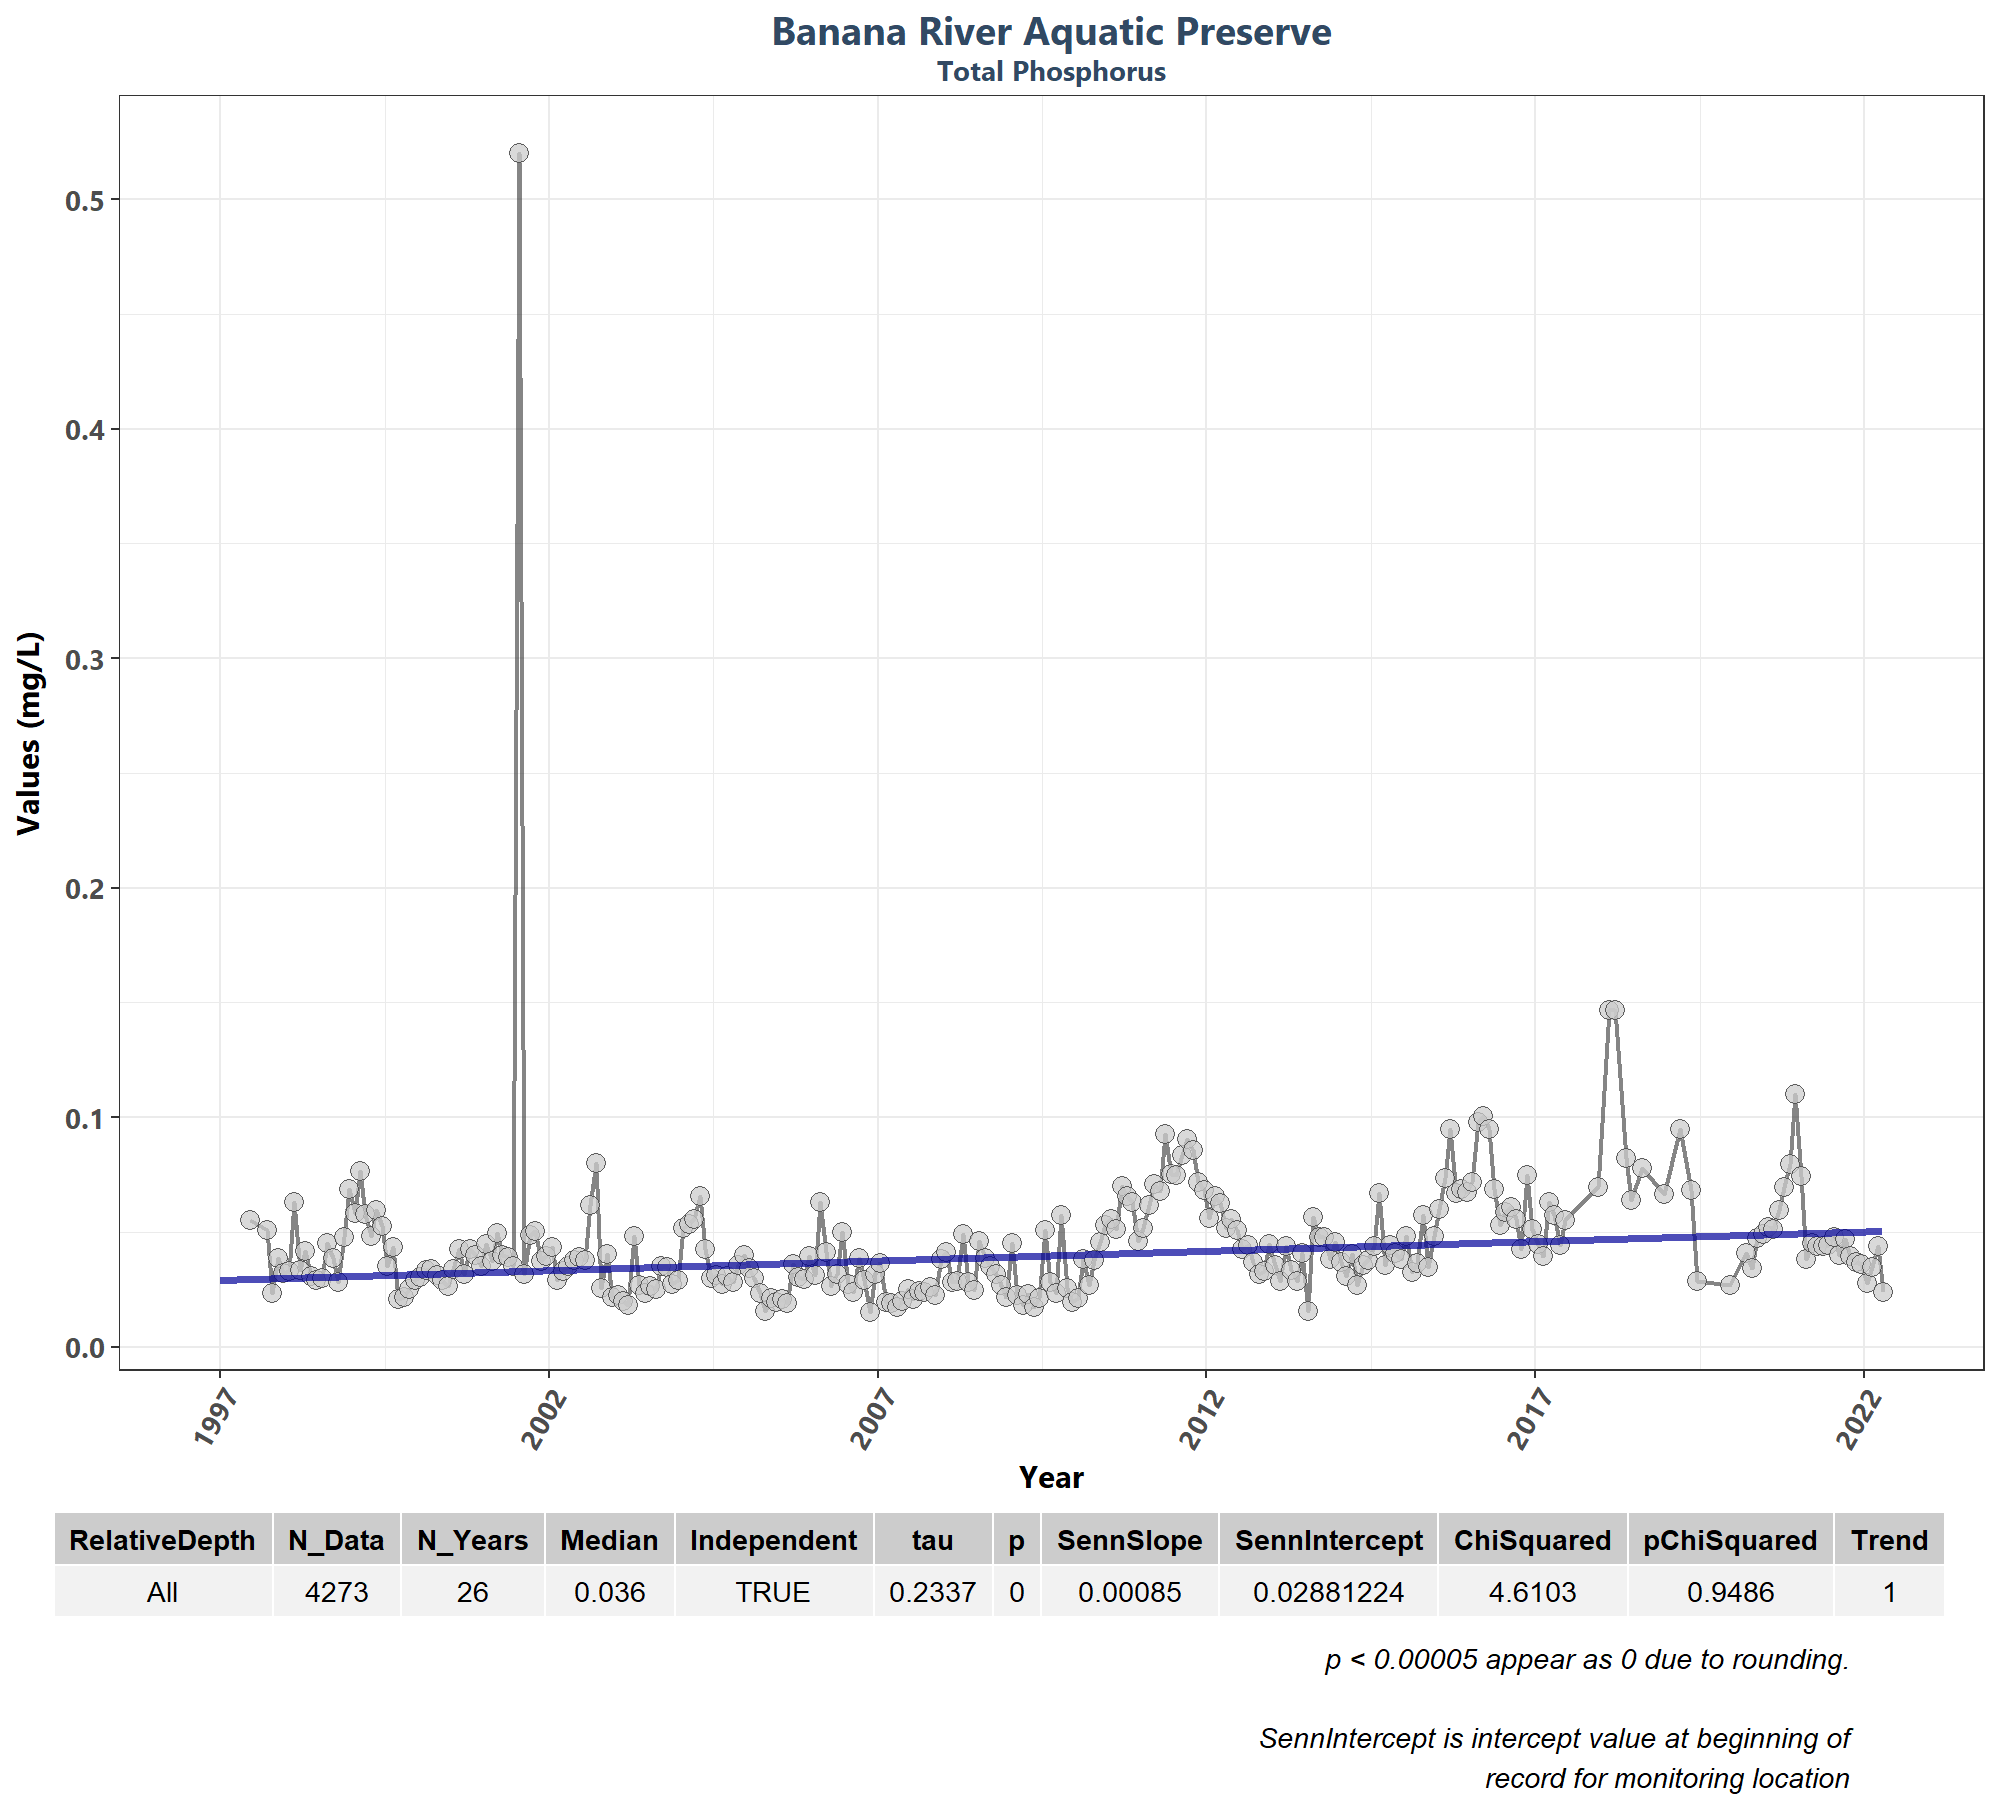 Banana River Aquatic Preserve
Total Phosphorus
Values (mg/L)
0.5
0.4
0.3
0.2
0.1
0.0
1997 2002 2007 2012 2017 2022
Year
RelativeDepth N_Data N_Years Median Independent tau p SennSlope SennIntercept ChiSquared pChiSquared Trend
All 4273 26 0.036 TRUE 0.2337 0 0.00085 0.02881224 4.6103 0.9486 1
p < 0.00005 appear as 0 due to rounding.
SennIntercept is intercept value at beginning of
record for monitoring location